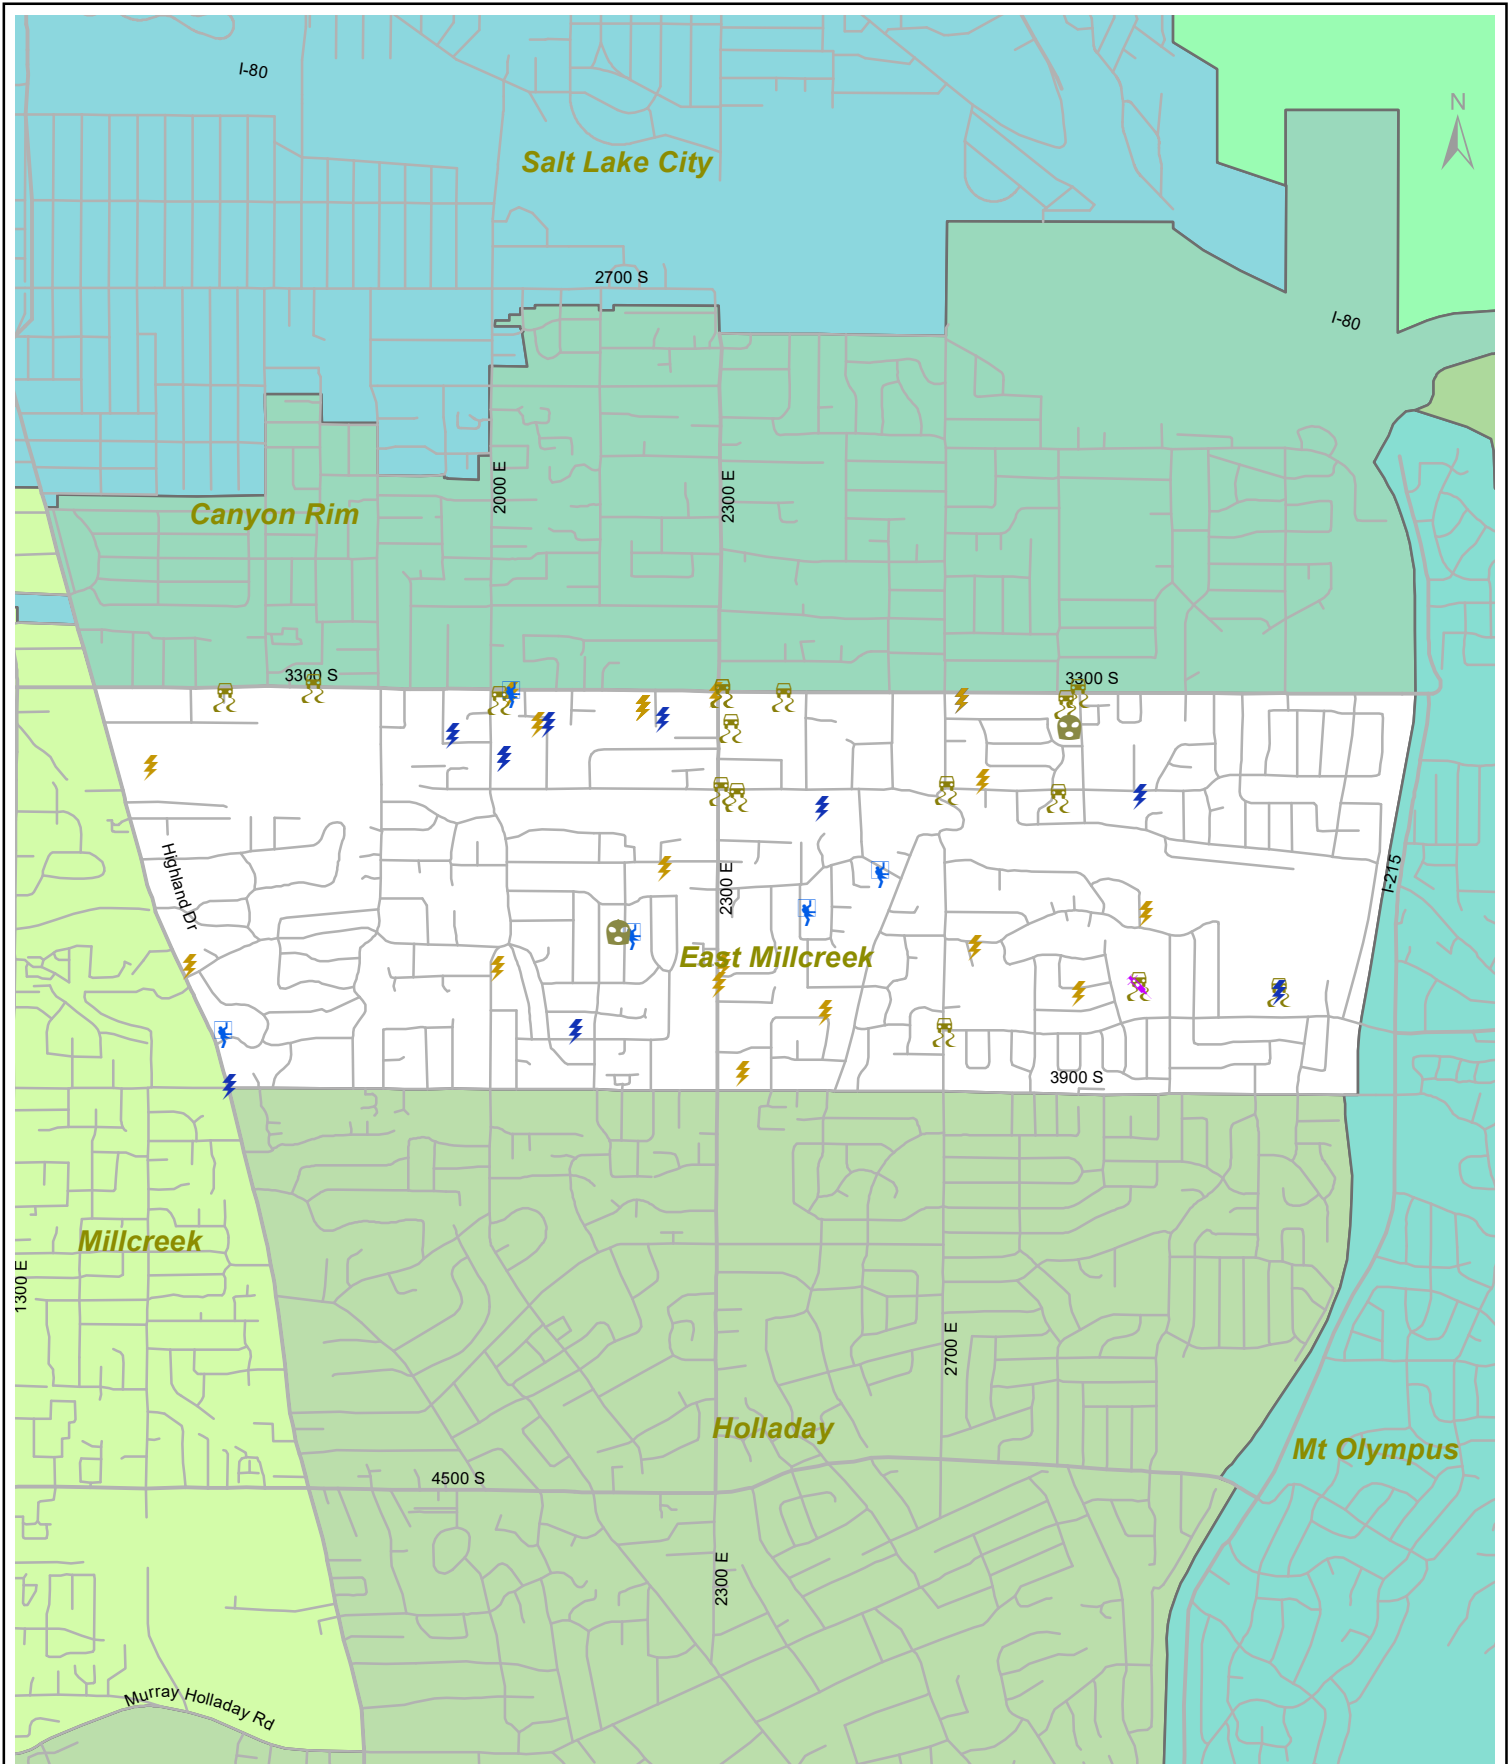 I-80
N
Salt Lake City
2700 S
I-80
2000 E
2300 E
Canyon Rim
3300 S
3300 S
Highland Dr
2300 E
I-215
East Millcreek
3900 S
Millcreek
1300 E
2700 E
Holladay
Mt Olympus
4500 S
2300 E
Murray Holladay Rd